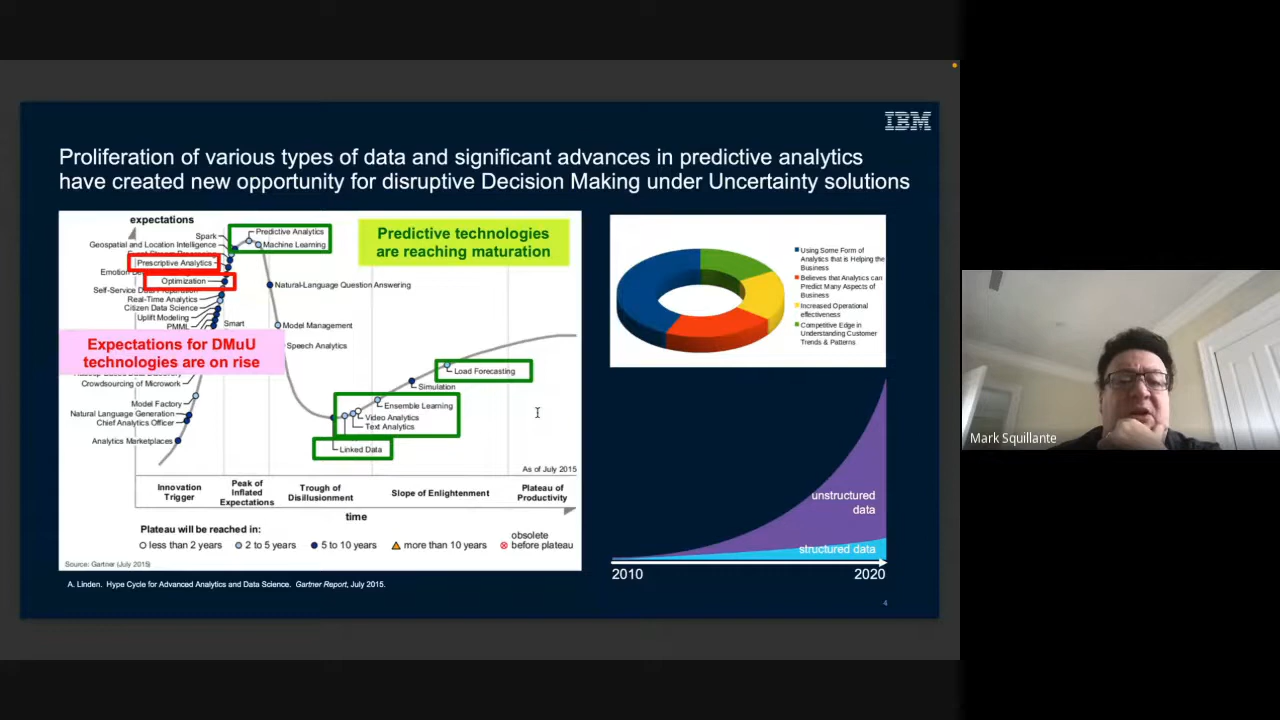 IBM
Proliferation of various types of data and significant advances in predictive analytics
have created new opportunity for disruptive Decision Making under Uncertainty solutions
expectations
Predictive technologies
are reaching maturation
Spark
Predictive Analytics
Geospatial and Location Intelligence
Machine Learning
Prescriptive Analytics
Optimization
Natural-Language Question Answering
Real-Time Analytics
Citizen Data Science
Uplift Modeling
PMML
Smart
Model Management
Expectations for DMuU
technologies are on rise
Speech Analytics
Load Forecasting
Crowdsourcing of Microwork
Simulation
Model Factory
Ensemble Learning
Natural Language Generation
Video Analytics
Chief Analytics Officer
Text Analytics
Analytics Marketplaces
Linked Data
As of July 2015
Innovation
Trigger
Peak of
Inflated
Expectations
Trough of
Disillusionment
Slope of Enlightenment
Plateau of
Productivity
time
Plateau will be reached in:
less than 2 years
2 to 5 years
5 to 10 years
more than 10 years
obsolete
before plateau
Source: Gartner (July 2015)
A. Linden. Hype Cycle for Advanced Analytics and Data Science. Gartner Report, July 2015.
Using Some Form of
Analytics that is Helping the
Business
Believes that Analytics can
Predict Many Aspects of
Business
Increased Operational
effectiveness
Competitive Edge in
Understanding Customer
Trends & Patterns
unstructured
data
structured data
2010
2020
4
Mark Squillante